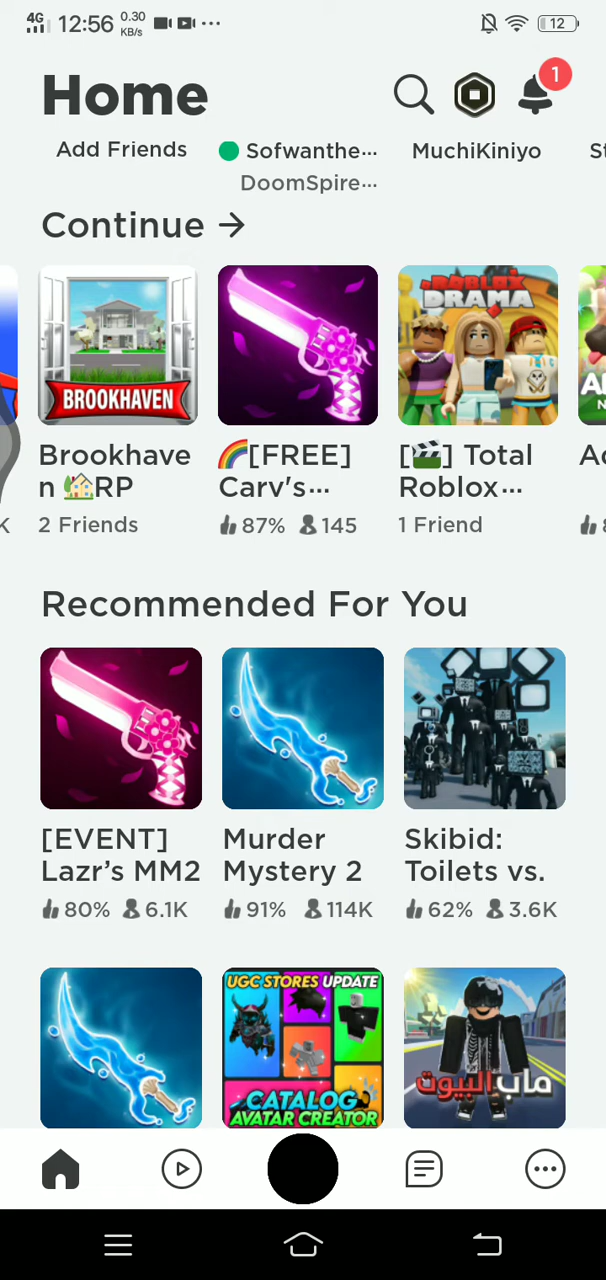 4G 12:56 0.30 KB/s ··· 12
Home
1
Add Friends
Sofwanthe···
MuchiKiniyo
DoomSpire···
Continue →
BROOKHAVEN
ROBLOX
DRAMA
Brookhave
n 🏡RP
2 Friends
🌈[FREE]
Carv's···
87% 145
[🎬] Total
Roblox···
1 Friend
K
Recommended For You
[EVENT]
Lazr’s MM2
80% 6.1K
Murder
Mystery 2
91% 114K
Skibid:
Toilets vs.
62% 3.6K
UGC STORES UPDATE
CATALOG
AVATAR CREATOR
ماب البيوت